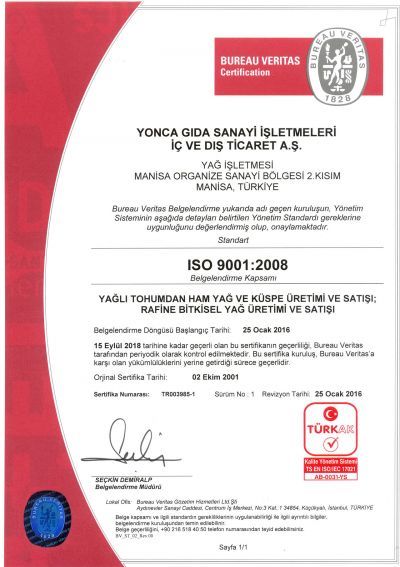 BUREAU VERITAS
Certification
BUREAU VERITAS
1828
YONCA GIDA SANAYİ İŞLETMELERİ
İÇ VE DIŞ TİCARET A.Ş.
YAĞ İŞLETMESİ
MANİSA ORGANİZE SANAYİ BÖLGESİ 2.KISIM
MANİSA, TÜRKİYE
Bureau Veritas Belgelendirme yukarıda adı geçen kuruluşun, Yönetim
Sisteminin aşağıda detayları belirtilen Yönetim Standardı gereklerine
uygunluğunu değerlendirmiş olup, onaylamaktadır.
Standart
ISO 9001:2008
Belgelendirme Kapsamı
YAĞLI TOHUMDAN HAM YAĞ VE KÜSPE ÜRETİMİ VE SATIŞI;
RAFİNE BİTKİSEL YAĞ ÜRETİMİ VE SATIŞI
Belgelendirme Döngüsü Başlangıç Tarihi: 25 Ocak 2016
15 Eylül 2018 tarihine kadar geçerli olan bu sertifikanın geçerliliği, Bureau Veritas
tarafından periyodik olarak kontrol edilmektedir. Bu sertifika kuruluş, Bureau Veritas'a
karşı olan yükümlülüklerini yerine getirdiği sürece geçerlidir.
Orjinal Sertifika Tarihi: 02 Ekim 2001
Sertifika Numarası: TR003985-1 Sürüm No : 1 Revizyon Tarihi: 25 Ocak 2016
TÜRKAK
Kalite Yönetim Sistemi
TS EN ISO/IEC 17021
AB-0031-YS
SEÇKİN DEMİRALP
Belgelendirme Müdürü
Lokal Ofis: Bureau Veritas Gözetim Hizmetleri Ltd.Şti
Aydınevler Sanayi Caddesi, Centrum İş Merkezi, No:3 Kat, 1 34854, Küçükyalı, İstanbul, TÜRKİYE
Belge kapsamı ve ilgili standardın gerekliliklerinin uygulanabilirliği ile ilgili ayrıntılı bilgiler,
belgelendirme kuruluşundan temin edilebilinir.
Belge geçerliliğini, +90 216 518 40 50 telefon numarasından teyid edebilirsiniz.
BV_ST_02_Rev.00
Sayfa 1/1